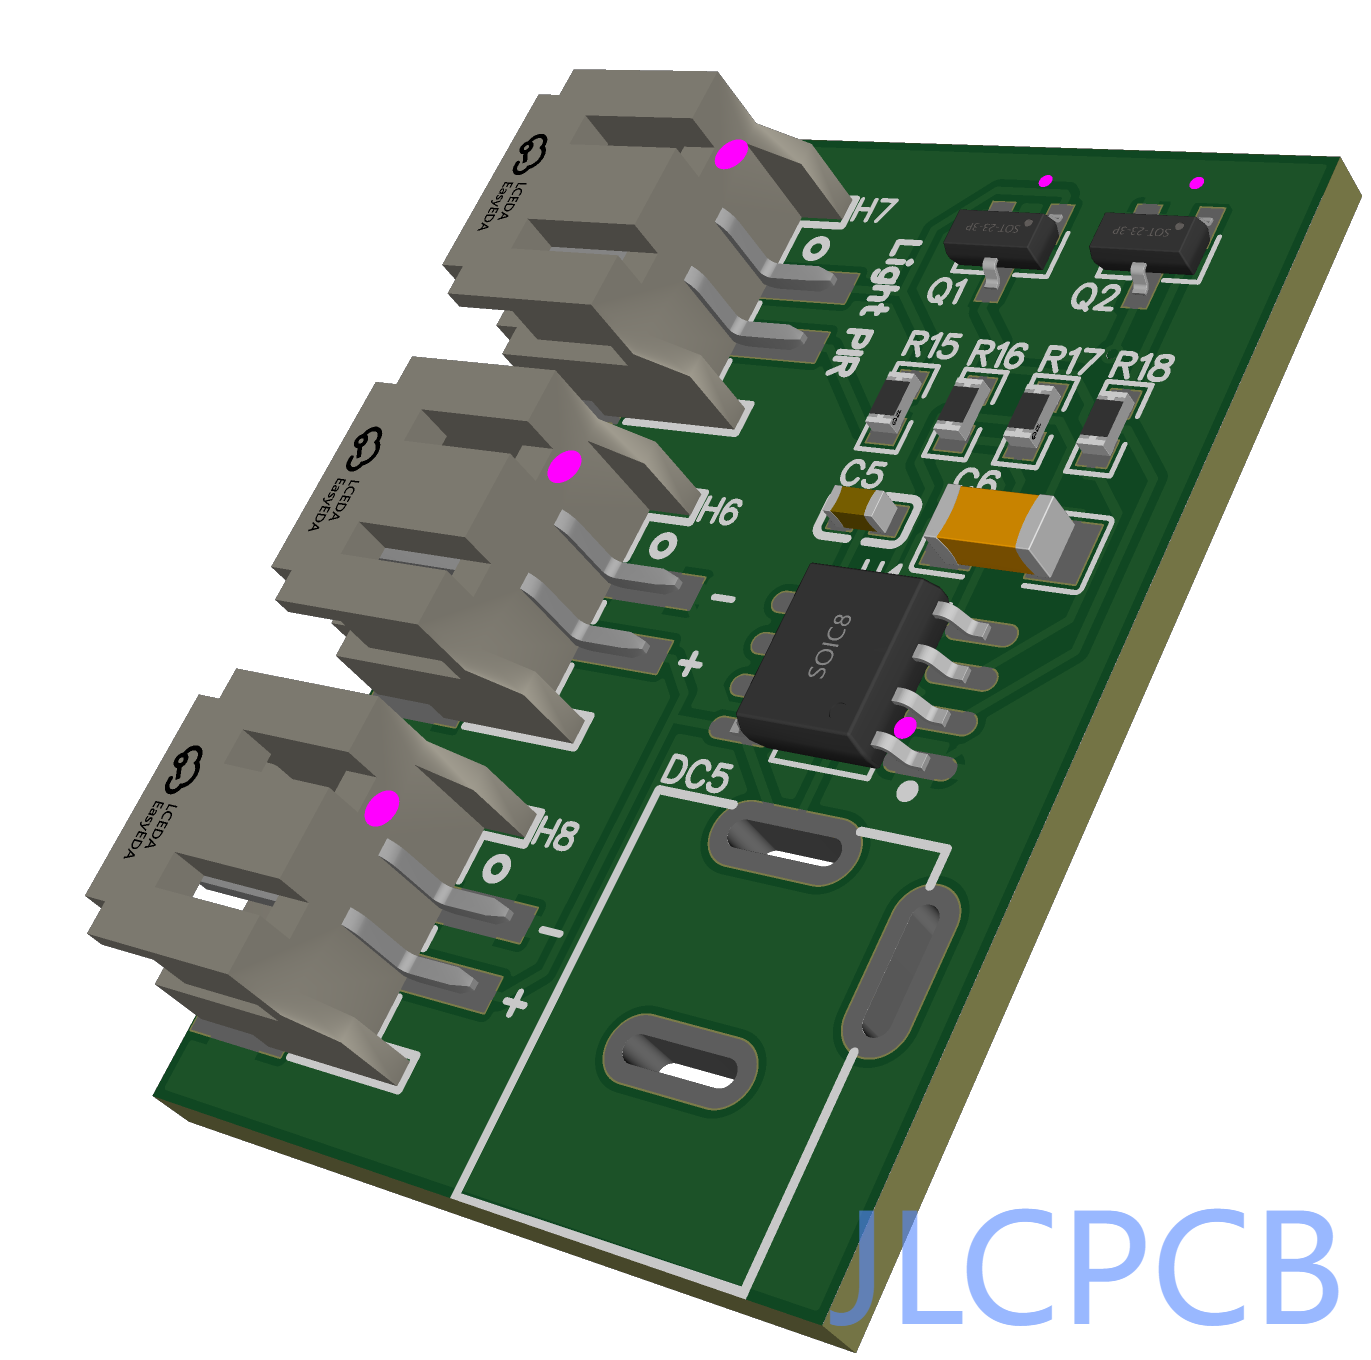 LCEDA
EasyEDA
H7
Light
PIR
SOT-23-3P
Q1
SOT-23-3P
Q2
R15
R16
R17
R18
C5
C6
LCEDA
EasyEDA
H6
-
+
SOIC8
DC5
LCEDA
EasyEDA
H8
-
+
JLCPCB